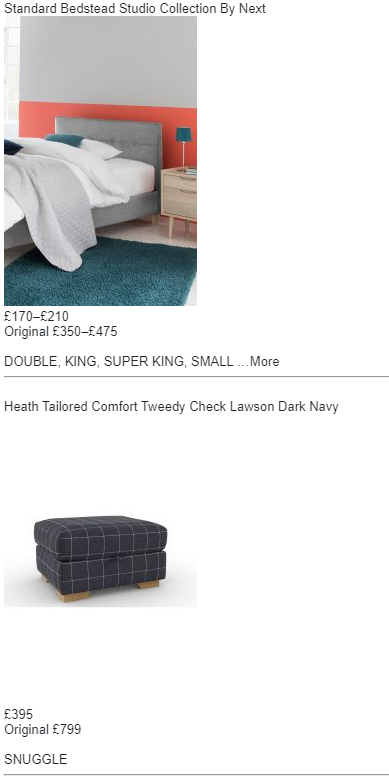 Standard Bedstead Studio Collection By Next
£170–£210
Original £350–£475
DOUBLE, KING, SUPER KING, SMALL ...More
Heath Tailored Comfort Tweedy Check Lawson Dark Navy
£395
Original £799
SNUGGLE